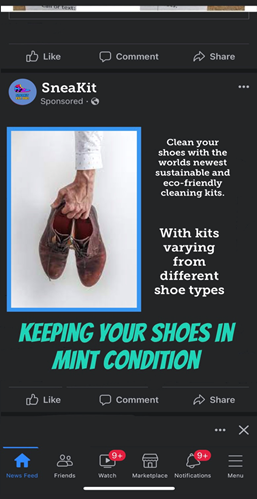 Like Comment Share
SneaKit
Sponsored ·
Clean your
shoes with the
worlds newest
sustainable and
eco-friendly
cleaning kits.
With kits
varying
from
different
shoe types
KEEPING YOUR SHOES IN
MINT CONDITION
Like Comment Share
9+ 9+
News Feed Friends Watch Marketplace Notifications Menu